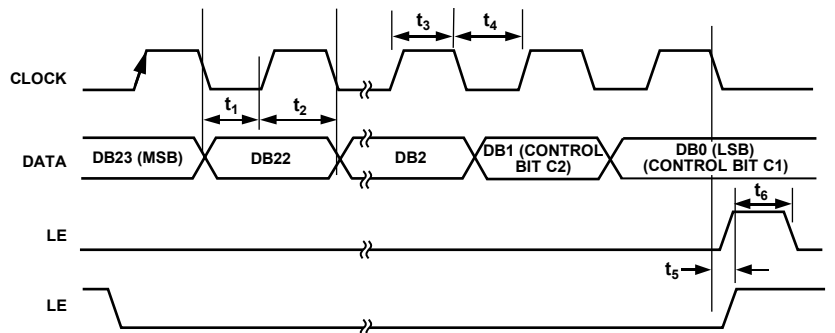 t3
t4
CLOCK
t1
t2
DATA
DB23 (MSB)
DB22
DB2
DB1 (CONTROL
BIT C2)
DB0 (LSB)
(CONTROL BIT C1)
t6
LE
t5
LE